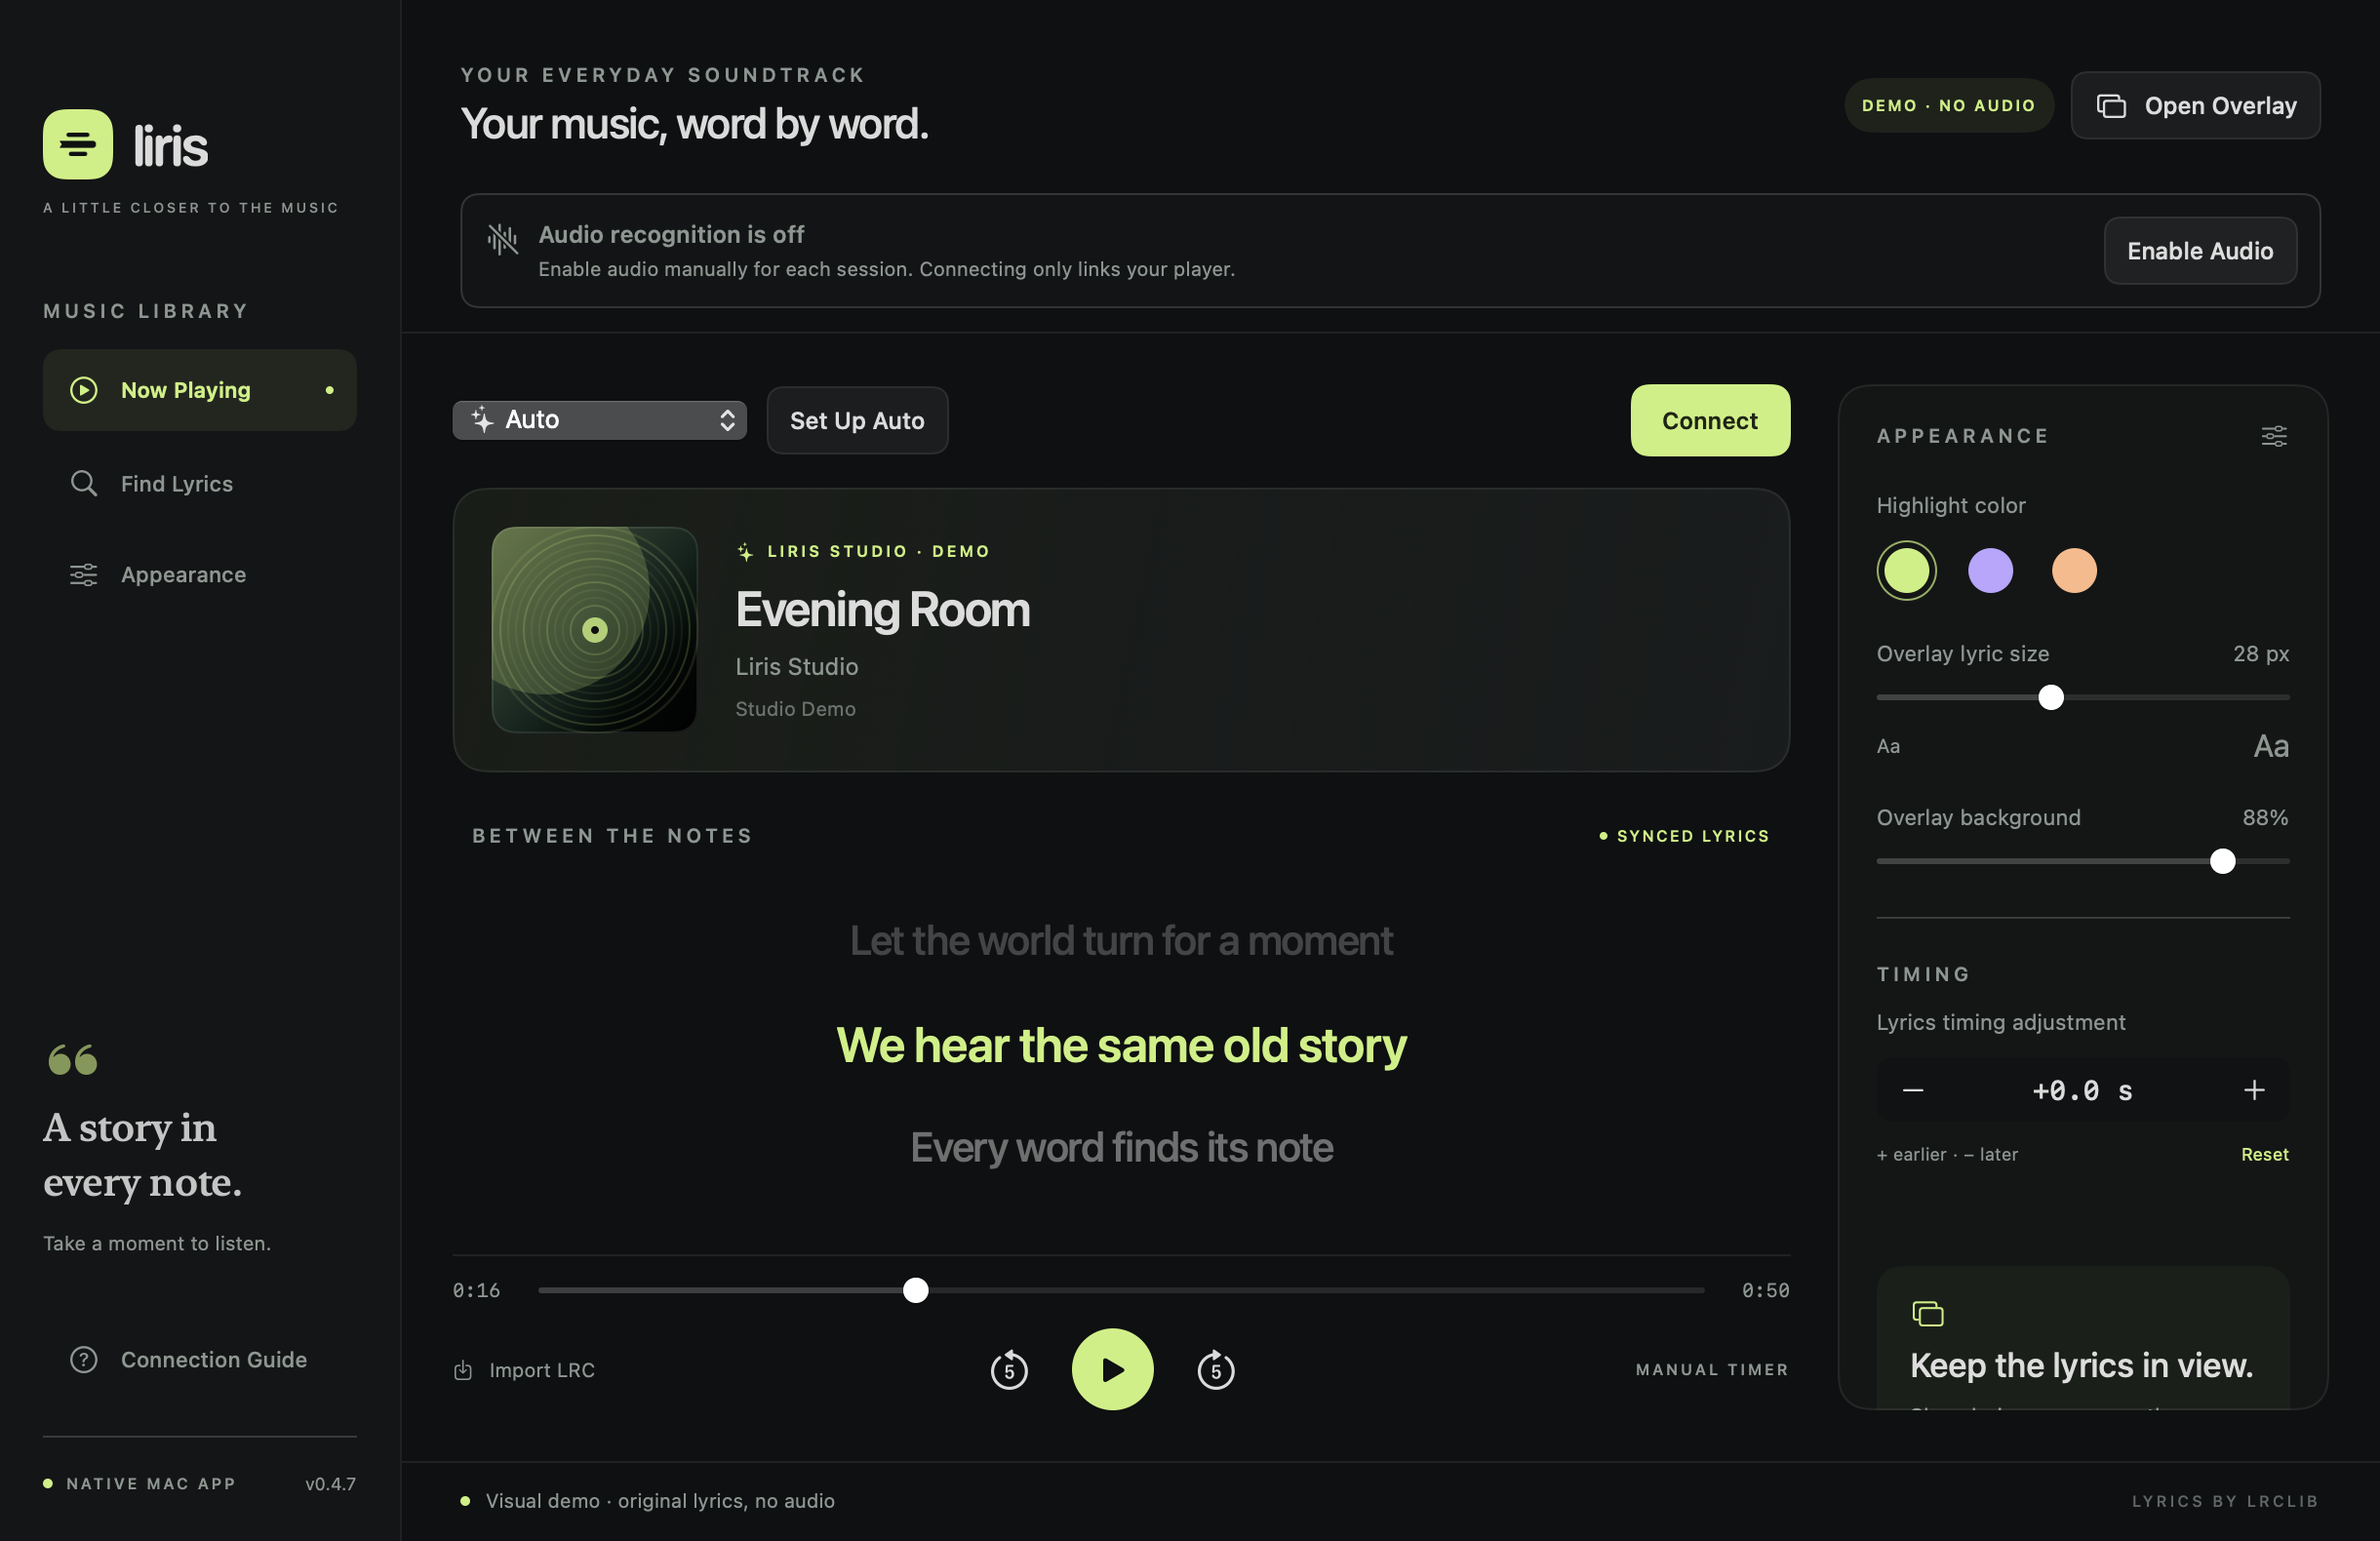 liris
A LITTLE CLOSER TO THE MUSIC
MUSIC LIBRARY
Now Playing
Find Lyrics
Appearance
A story in
every note.
Take a moment to listen.
Connection Guide
NATIVE MAC APP v0.4.7
YOUR EVERYDAY SOUNDTRACK
Your music, word by word.
DEMO · NO AUDIO
Open Overlay
Audio recognition is off
Enable audio manually for each session. Connecting only links your player.
Enable Audio
Auto
Set Up Auto
Connect
LIRIS STUDIO · DEMO
Evening Room
Liris Studio
Studio Demo
BETWEEN THE NOTES
SYNCED LYRICS
Let the world turn for a moment
We hear the same old story
Every word finds its note
0:16
0:50
Import LRC
5
5
MANUAL TIMER
APPEARANCE
Highlight color
Overlay lyric size 28 px
Aa Aa
Overlay background 88%
TIMING
Lyrics timing adjustment
− +0.0 s +
+ earlier · – later Reset
Keep the lyrics in view.
Visual demo · original lyrics, no audio
LYRICS BY LRCLIB